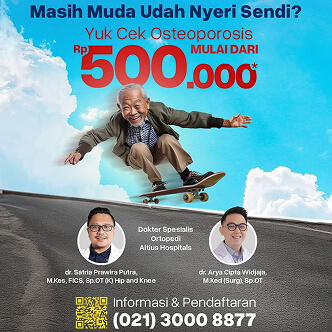 Masih Muda Udah Nyeri Sendi?
Yuk Cek Osteoporosis
Rp 500.000*
MULAI DARI
Dokter Spesialis
Ortopedi
Altius Hospitals
dr. Satria Prawira Putra,
M.Kes, FICS, Sp.OT (K) Hip and Knee
dr. Arya Cipta Widjaja,
M.Ked (Surg), Sp.OT
Informasi & Pendaftaran
(021) 3000 8877